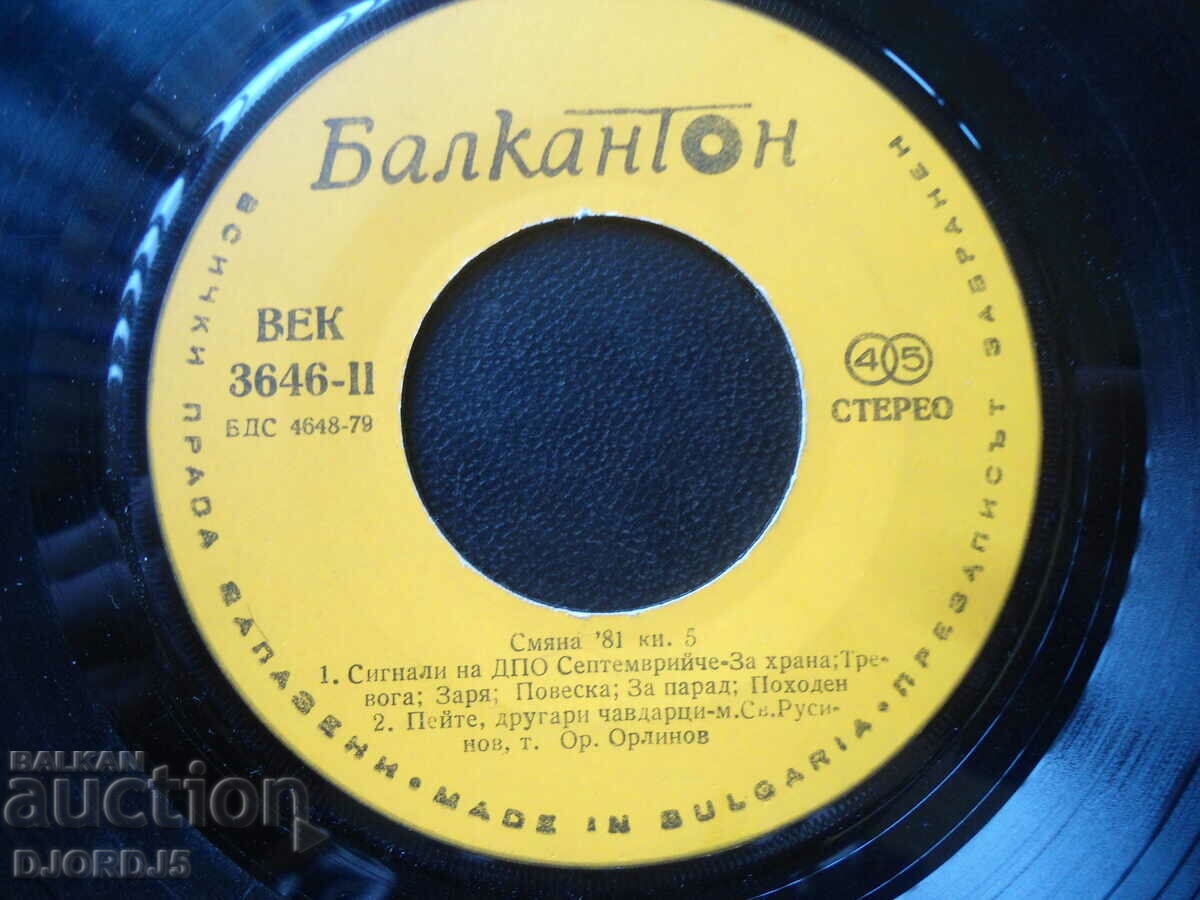 Балкантон
ВСИЧКИ ПРАВА ЗАПАЗЕНИ • MADE IN BULGARIA • ПРЕЗАПИСЪТ ЗАБРАНЕН
ВЕК
3646-II
БДС 4648-79
45
СТЕРЕО
Смяна '81 кн. 5
1. Сигнали на ДПО Септемврийче-За храна; Тре-
вога; Заря; Повеска; За парад; Походен
2. Пейте, другари чавдарци-м. Св. Руси-
нов, т. Ор. Орлинов
BALKAN
auction
DJORDJ5